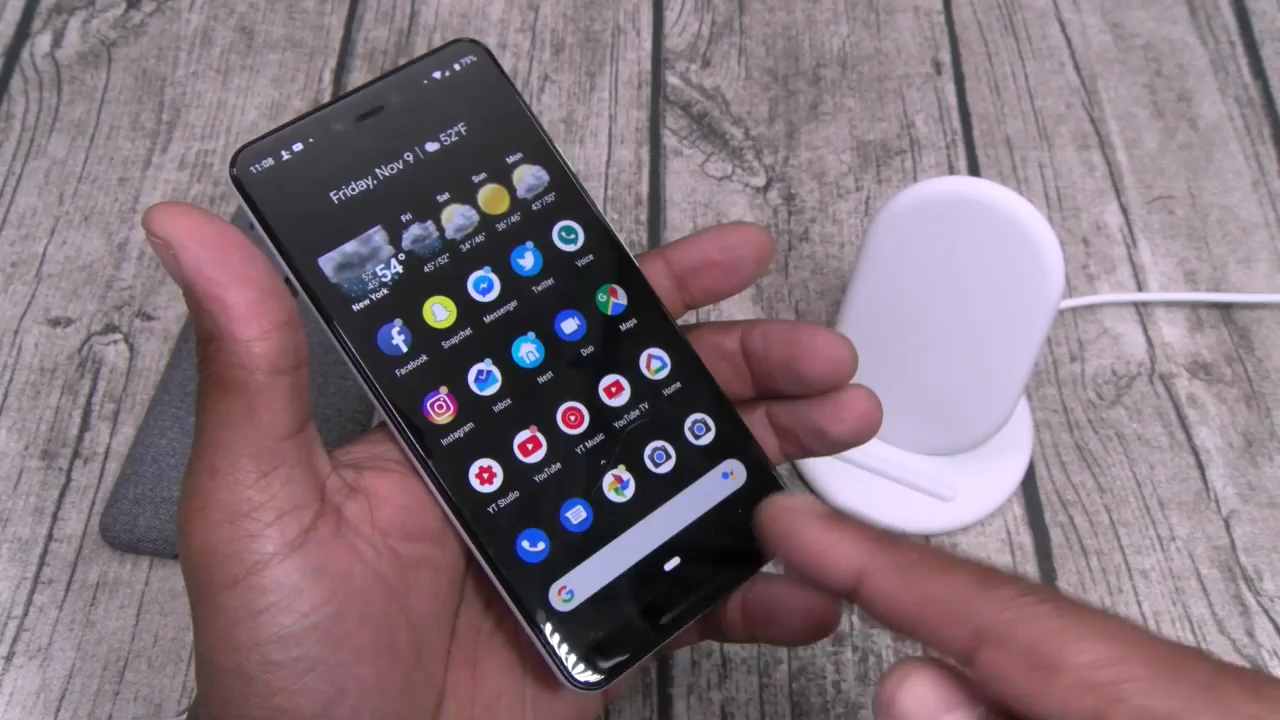 11:08
79%
Friday, Nov 9 | 52°F
Fri
Sat
Sun
Mon
52°
45°
54°
New York
45°/52°
34°/46°
36°/46°
43°/50°
Facebook
Snapchat
Messenger
Twitter
Voice
Instagram
Inbox
Nest
Duo
Maps
YT Studio
YouTube
YT Music
YouTube TV
Home
G